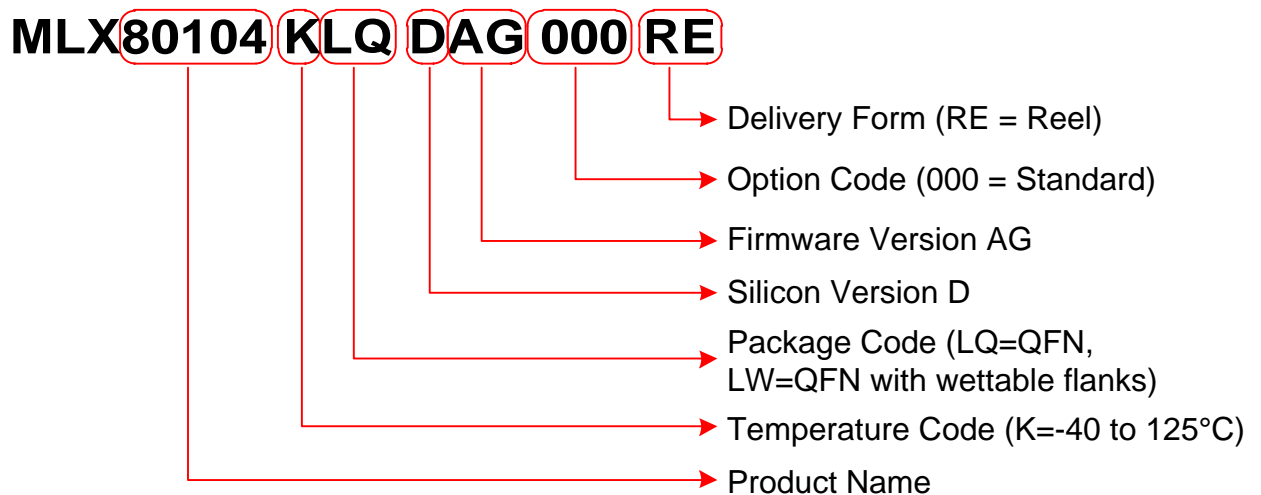 MLX80104 KLQ DAG 000 RE
Delivery Form (RE = Reel)
Option Code (000 = Standard)
Firmware Version AG
Silicon Version D
Package Code (LQ=QFN,
LW=QFN with wettable flanks)
Temperature Code (K=-40 to 125°C)
Product Name